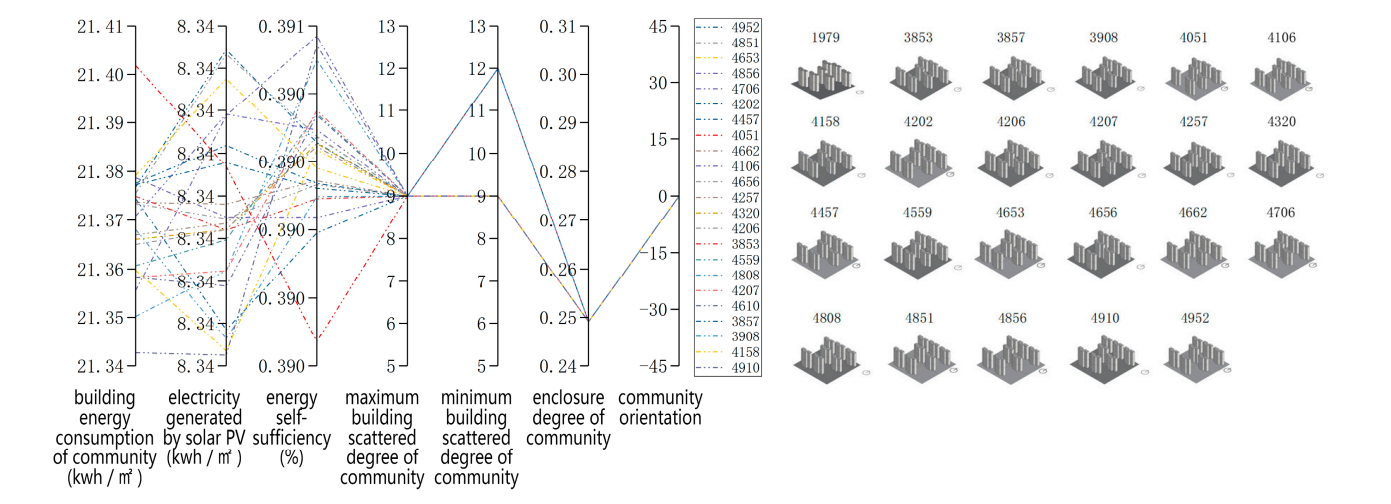 21.41
21.40
21.39
21.38
21.37
21.36
21.35
21.34
building
energy
consumption
of community
(kwh / ㎡)
8.34
8.34
8.34
8.34
8.34
8.34
8.34
8.34
8.34
electricity
generated
by solar PV
(kwh / ㎡)
0.391
0.390
0.390
0.390
0.390
0.390
energy
self-
sufficiency
(%)
13
12
11
10
9
8
7
6
5
maximum
building
scattered
degree of
community
13
12
11
10
9
8
7
6
5
minimum
building
scattered
degree of
community
0.31
0.30
0.29
0.28
0.27
0.26
0.25
0.24
enclosure
degree of
community
45
30
15
0
−15
−30
−45
community
orientation
4952
4851
4653
4856
4706
4202
4457
4051
4662
4106
4656
4257
4320
4206
3853
4559
4808
4207
4610
3857
3908
4158
4910
1979 3853 3857 3908 4051 4106
4158 4202 4206 4207 4257 4320
4457 4559 4653 4656 4662 4706
4808 4851 4856 4910 4952